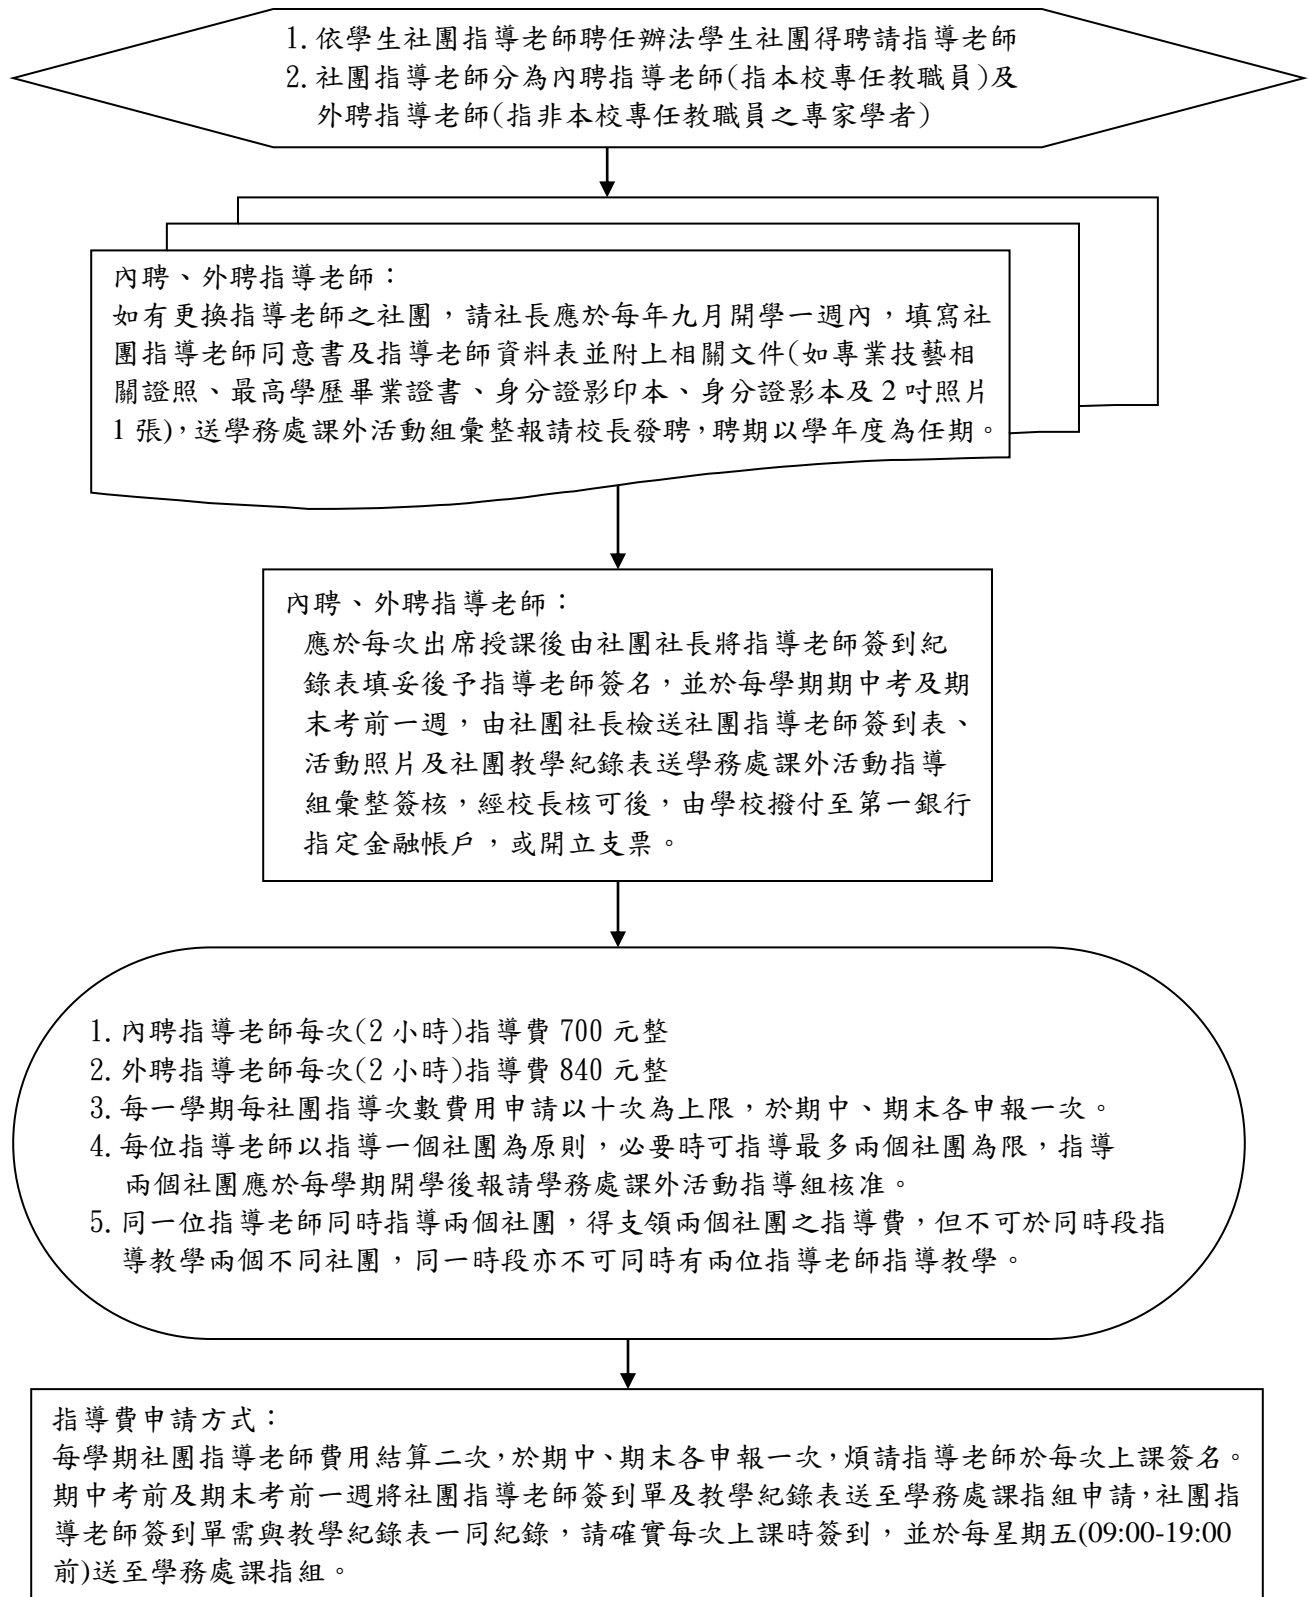 1.依學生社團指導老師聘任辦法學生社團得聘請指導老師
2.社團指導老師分為內聘指導老師(指本校專任教職員)及
外聘指導老師(指非本校專任教職員之專家學者)
內聘、外聘指導老師：
如有更換指導老師之社團，請社長應於每年九月開學一週內，填寫社
團指導老師同意書及指導老師資料表並附上相關文件(如專業技藝相
關證照、最高學歷畢業證書、身分證影印本、身分證影本及 2 吋照片
1 張)，送學務處課外活動組彙整報請校長發聘，聘期以學年度為任期。
內聘、外聘指導老師：
應於每次出席授課後由社團社長將指導老師簽到紀
錄表填妥後予指導老師簽名，並於每學期期中考及期
末考前一週，由社團社長檢送社團指導老師簽到表、
活動照片及社團教學紀錄表送學務處課外活動指導
組彙整簽核，經校長核可後，由學校撥付至第一銀行
指定金融帳戶，或開立支票。
1.內聘指導老師每次(2 小時)指導費 700 元整
2.外聘指導老師每次(2 小時)指導費 840 元整
3.每一學期每社團指導次數費用申請以十次為上限，於期中、期末各申報一次。
4.每位指導老師以指導一個社團為原則，必要時可指導最多兩個社團為限，指導
兩個社團應於每學期開學後報請學務處課外活動指導組核准。
5.同一位指導老師同時指導兩個社團，得支領兩個社團之指導費，但不可於同時段指
導教學兩個不同社團，同一時段亦不可同時有兩位指導老師指導教學。
指導費申請方式：
每學期社團指導老師費用結算二次，於期中、期末各申報一次，煩請指導老師於每次上課簽名。
期中考前及期末考前一週將社團指導老師簽到單及教學紀錄表送至學務處課指組申請，社團指
導老師簽到單需與教學紀錄表一同紀錄，請確實每次上課時簽到，並於每星期五(09:00-19:00
前)送至學務處課指組。